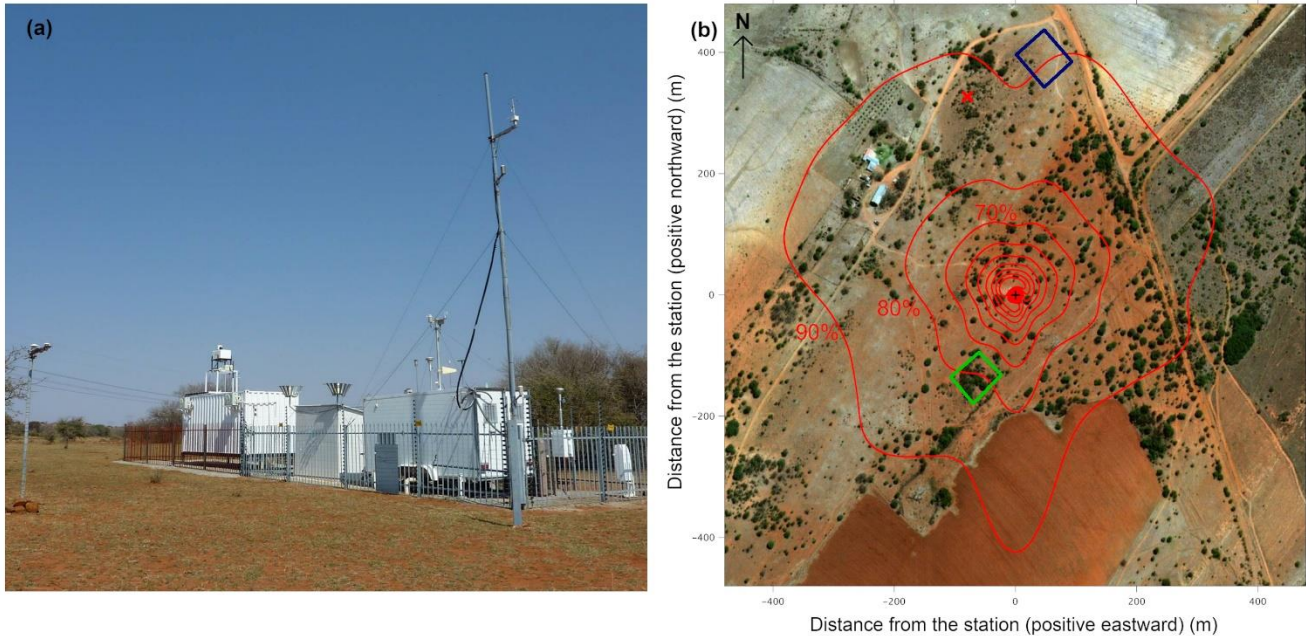 (a)
(b)
N
Distance from the station (positive northward) (m)
400
200
0
-200
-400
70%
80%
90%
-400
-200
0
200
400
Distance from the station (positive eastward) (m)